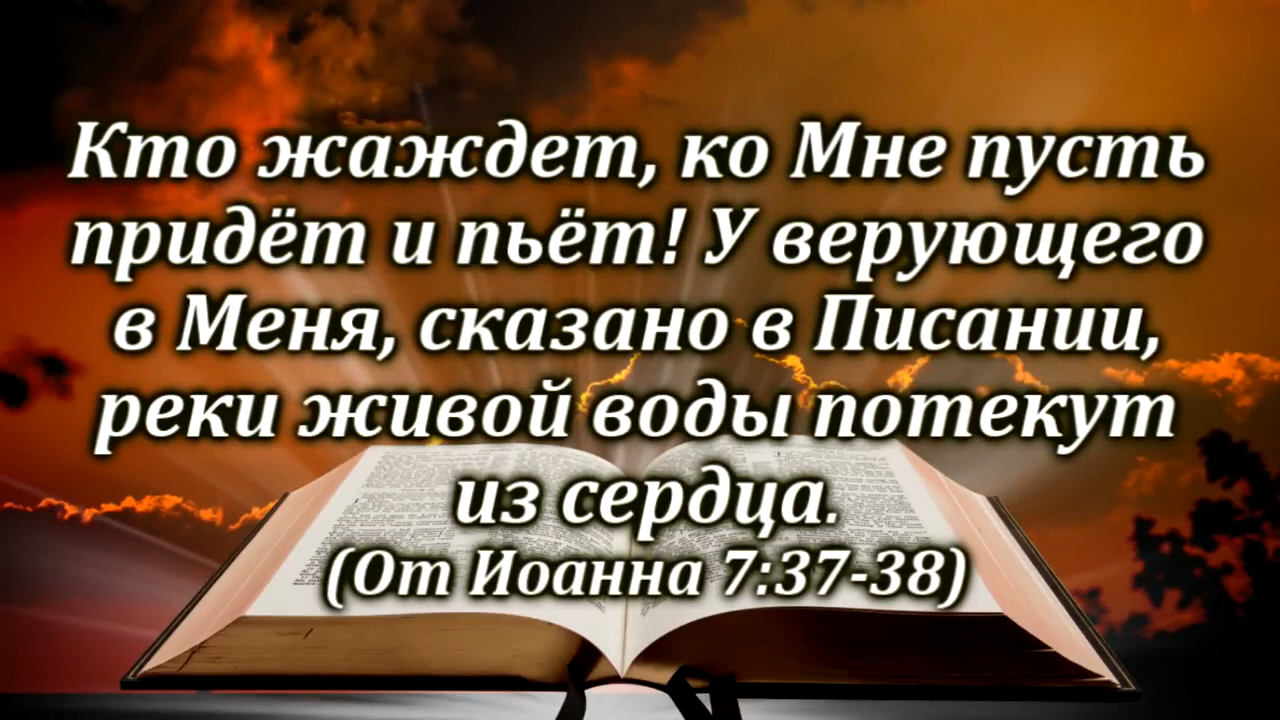 Кто жаждет, ко Мне пусть
придёт и пьёт! У верующего
в Меня, сказано в Писании,
реки живой воды потекут
из сердца.
(От Иоанна 7:37-38)